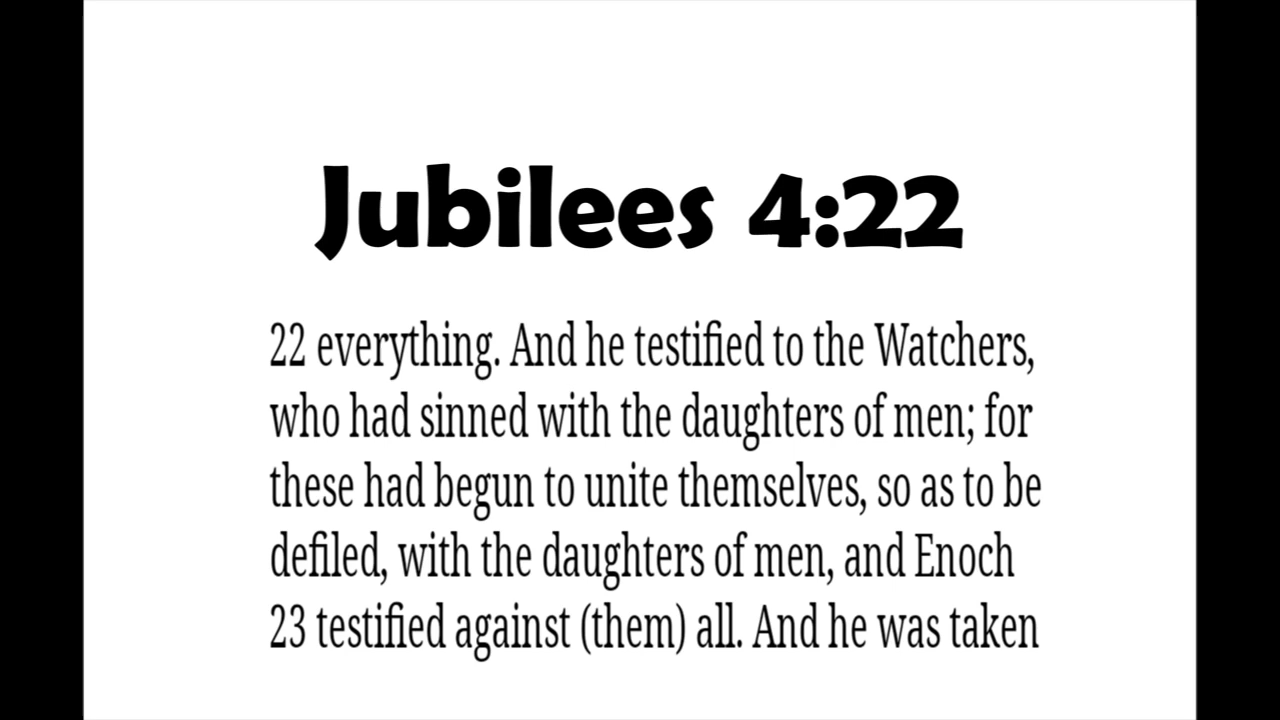 Jubilees 4:22
22 everything. And he testified to the Watchers,
who had sinned with the daughters of men; for
these had begun to unite themselves, so as to be
defiled, with the daughters of men, and Enoch
23 testified against (them) all. And he was taken